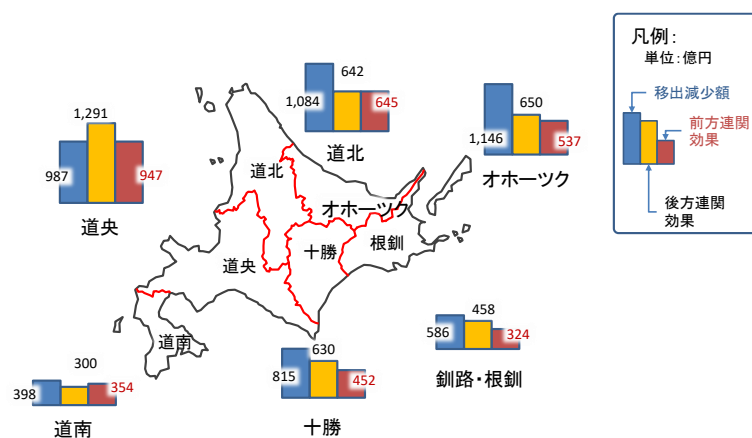 凡例：
単位：億円
移出減少額
前方連関
効果
後方連関
効果
642
1,084
645
道北
650
1,146
537
オホーツク
1,291
987
947
道央
道北
オホーツク
十勝
根釧
道央
道南
458
586
324
釧路・根釧
630
815
452
十勝
300
398
354
道南